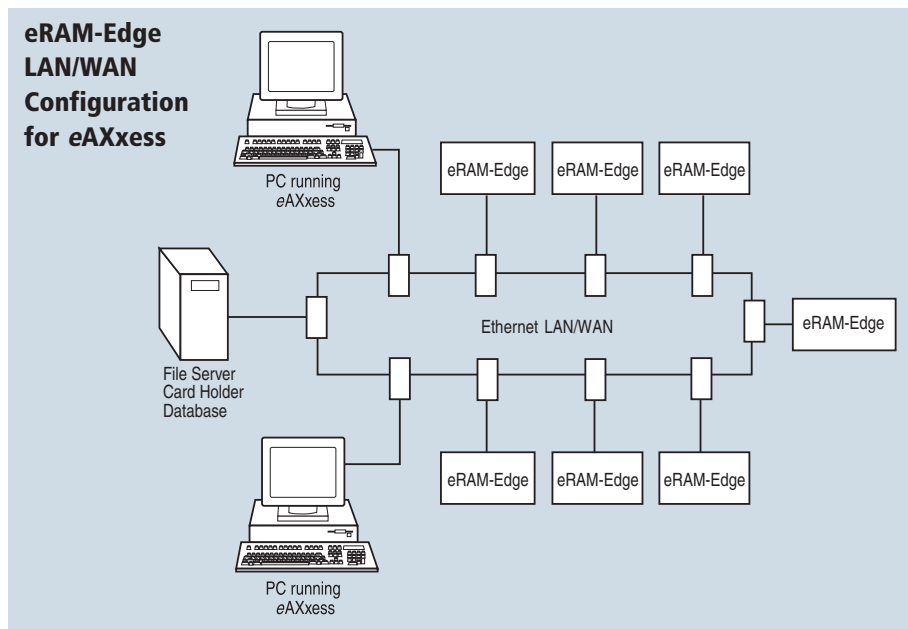 eRAM-Edge
LAN/WAN
Configuration
for eAXxess
PC running
eAXxess
eRAM-Edge
eRAM-Edge
eRAM-Edge
Ethernet LAN/WAN
eRAM-Edge
File Server
Card Holder
Database
eRAM-Edge
eRAM-Edge
eRAM-Edge
PC running
eAXxess